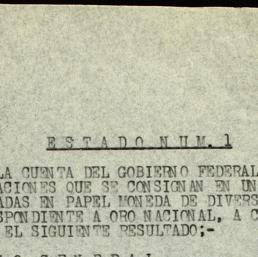 ESTADO NUM. 1
LA CUENTA DEL GOBIERNO FEDERAL
ACIONES QUE SE CONSIGNAN EN UN
ADAS EN PAPEL MONEDA DE DIVERS
SPONDIENTE A ORO NACIONAL, A C
EL SIGUIENTE RESULTADO;-